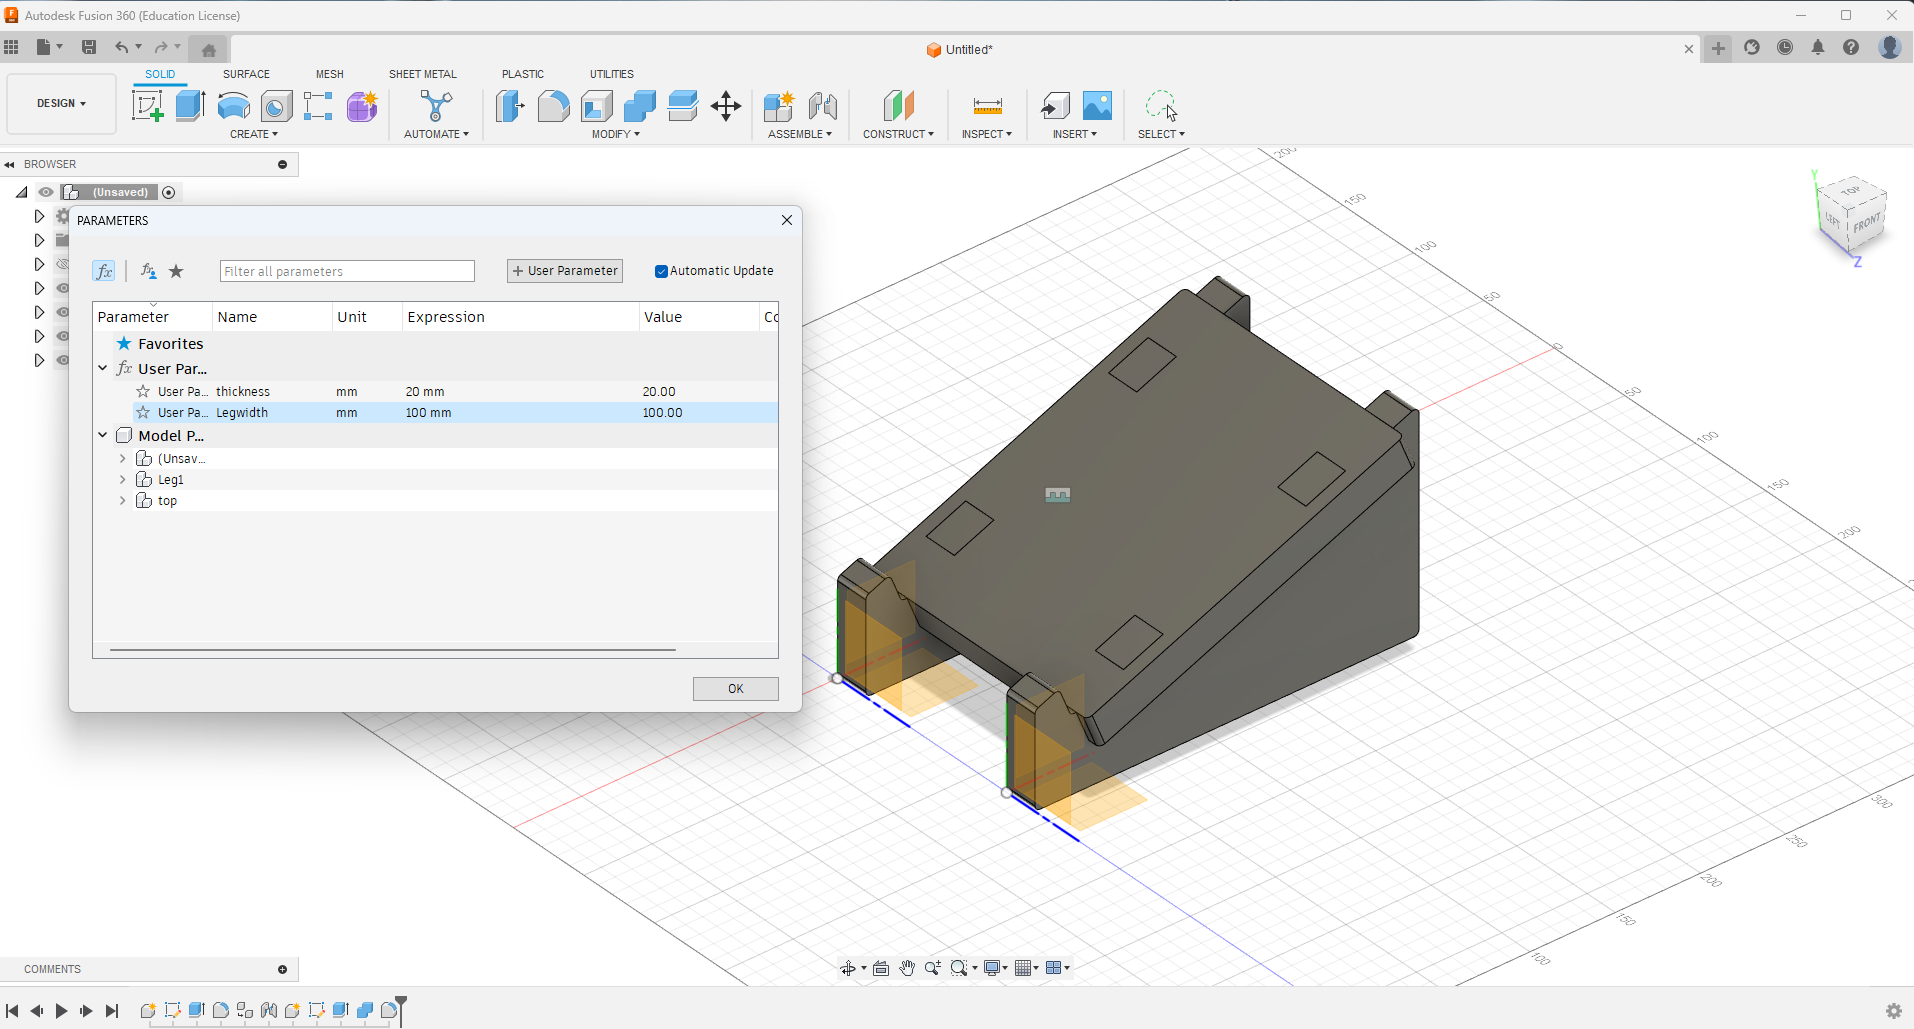 Autodesk Fusion 360 (Education License)
Untitled*
SOLID SURFACE MESH SHEET METAL PLASTIC UTILITIES
DESIGN
CREATE AUTOMATE MODIFY ASSEMBLE CONSTRUCT INSPECT INSERT SELECT
BROWSER
(Unsaved)
PARAMETERS
fx
Filter all parameters
+ User Parameter
Automatic Update
Parameter Name Unit Expression Value Co
Favorites
fx User Par...
User Pa... thickness mm 20 mm 20.00
User Pa... Legwidth mm 100 mm 100.00
Model P...
(Unsav...
Leg1
top
OK
200
150
100
50
0
50
100
150
200
300
250
200
150
100
Y
TOP
LEFT
FRONT
Z
COMMENTS